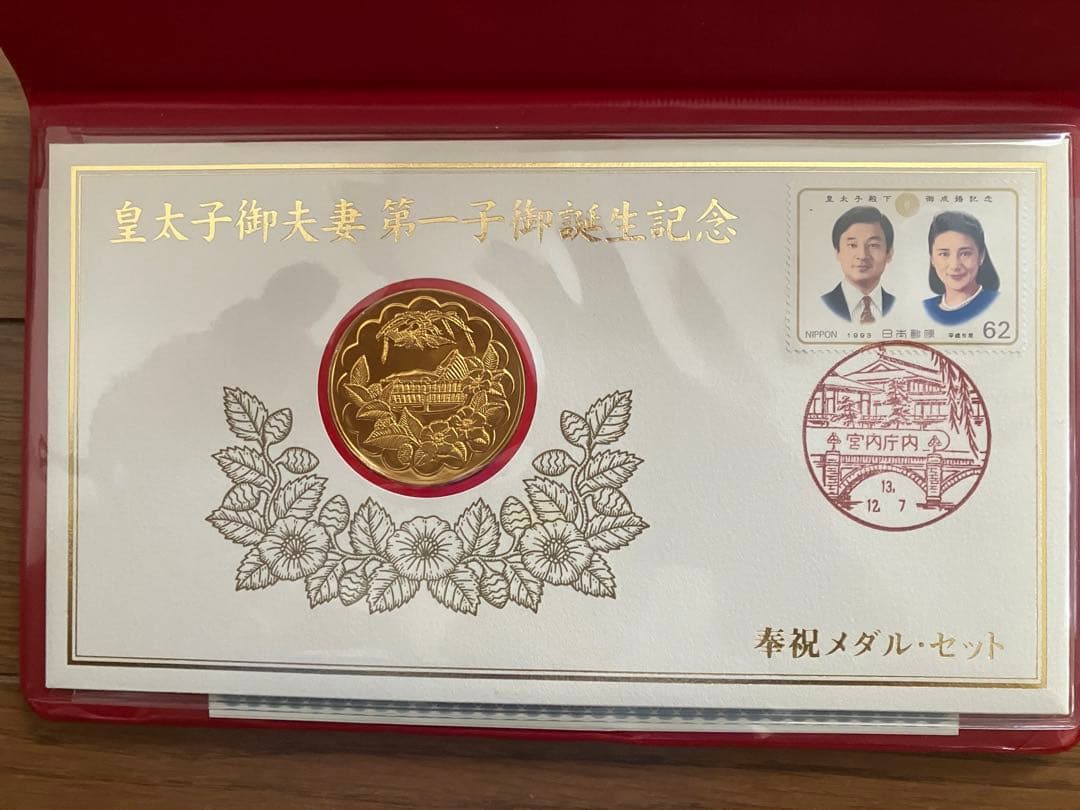 皇太子御夫妻 第一子御誕生記念
皇太子殿下 御成婚記念
NIPPON 1993 日本郵便 平成5年 62
宮内庁内
13.
12. 7
奉祝メダル・セット